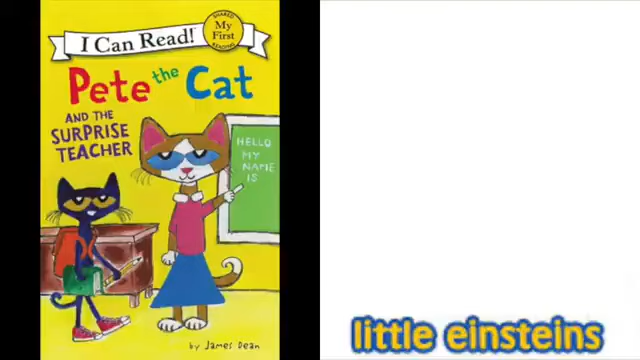 I Can Read!
SHARED
My
First
READING
Pete the Cat
AND THE
SURPRISE
TEACHER
HELLO
MY
NAME
IS
by James Dean
little einsteins